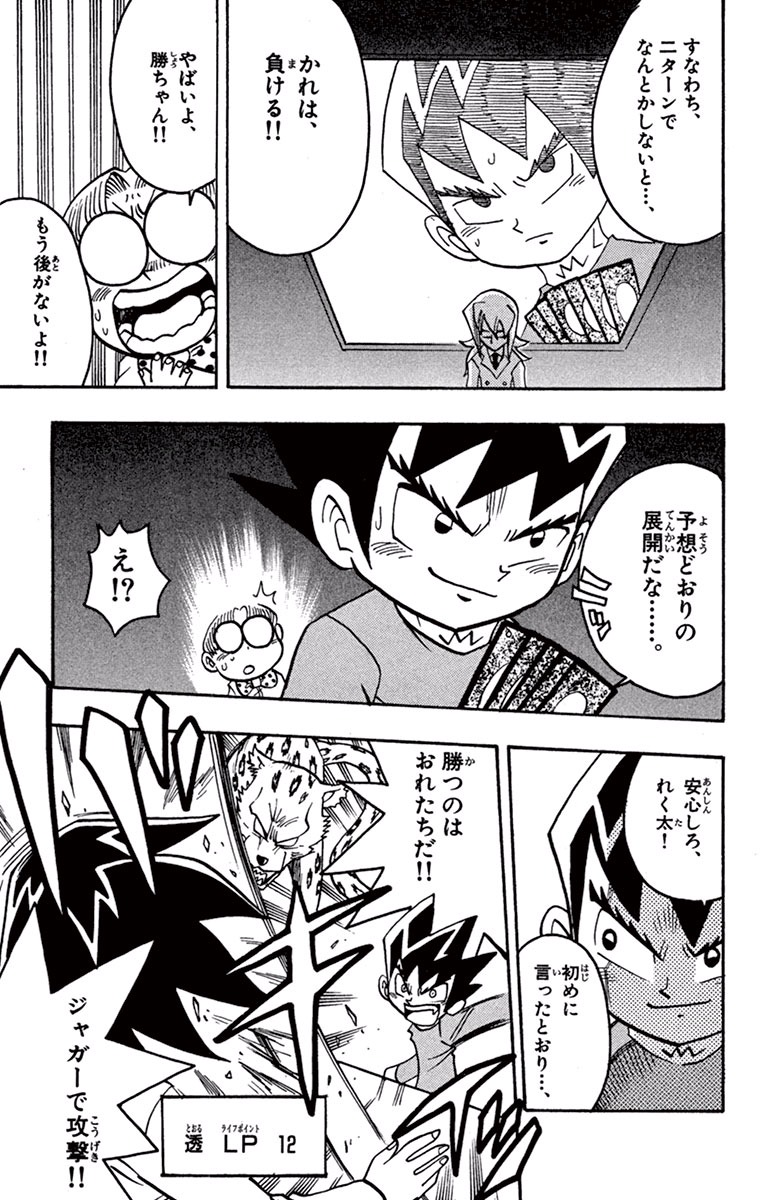 すなわち、
二ターンで
なんとかしないと…、
かれは、
負ける!!
やばいよ、
勝ちゃん!!
もう後がないよ!!
予想どおりの
展開だな……。
え!?
安心しろ、
れく太!
初めに
言ったとおり…、
勝つのは
おれたちだ!!
ジャガーで攻撃!!
透 LP 12